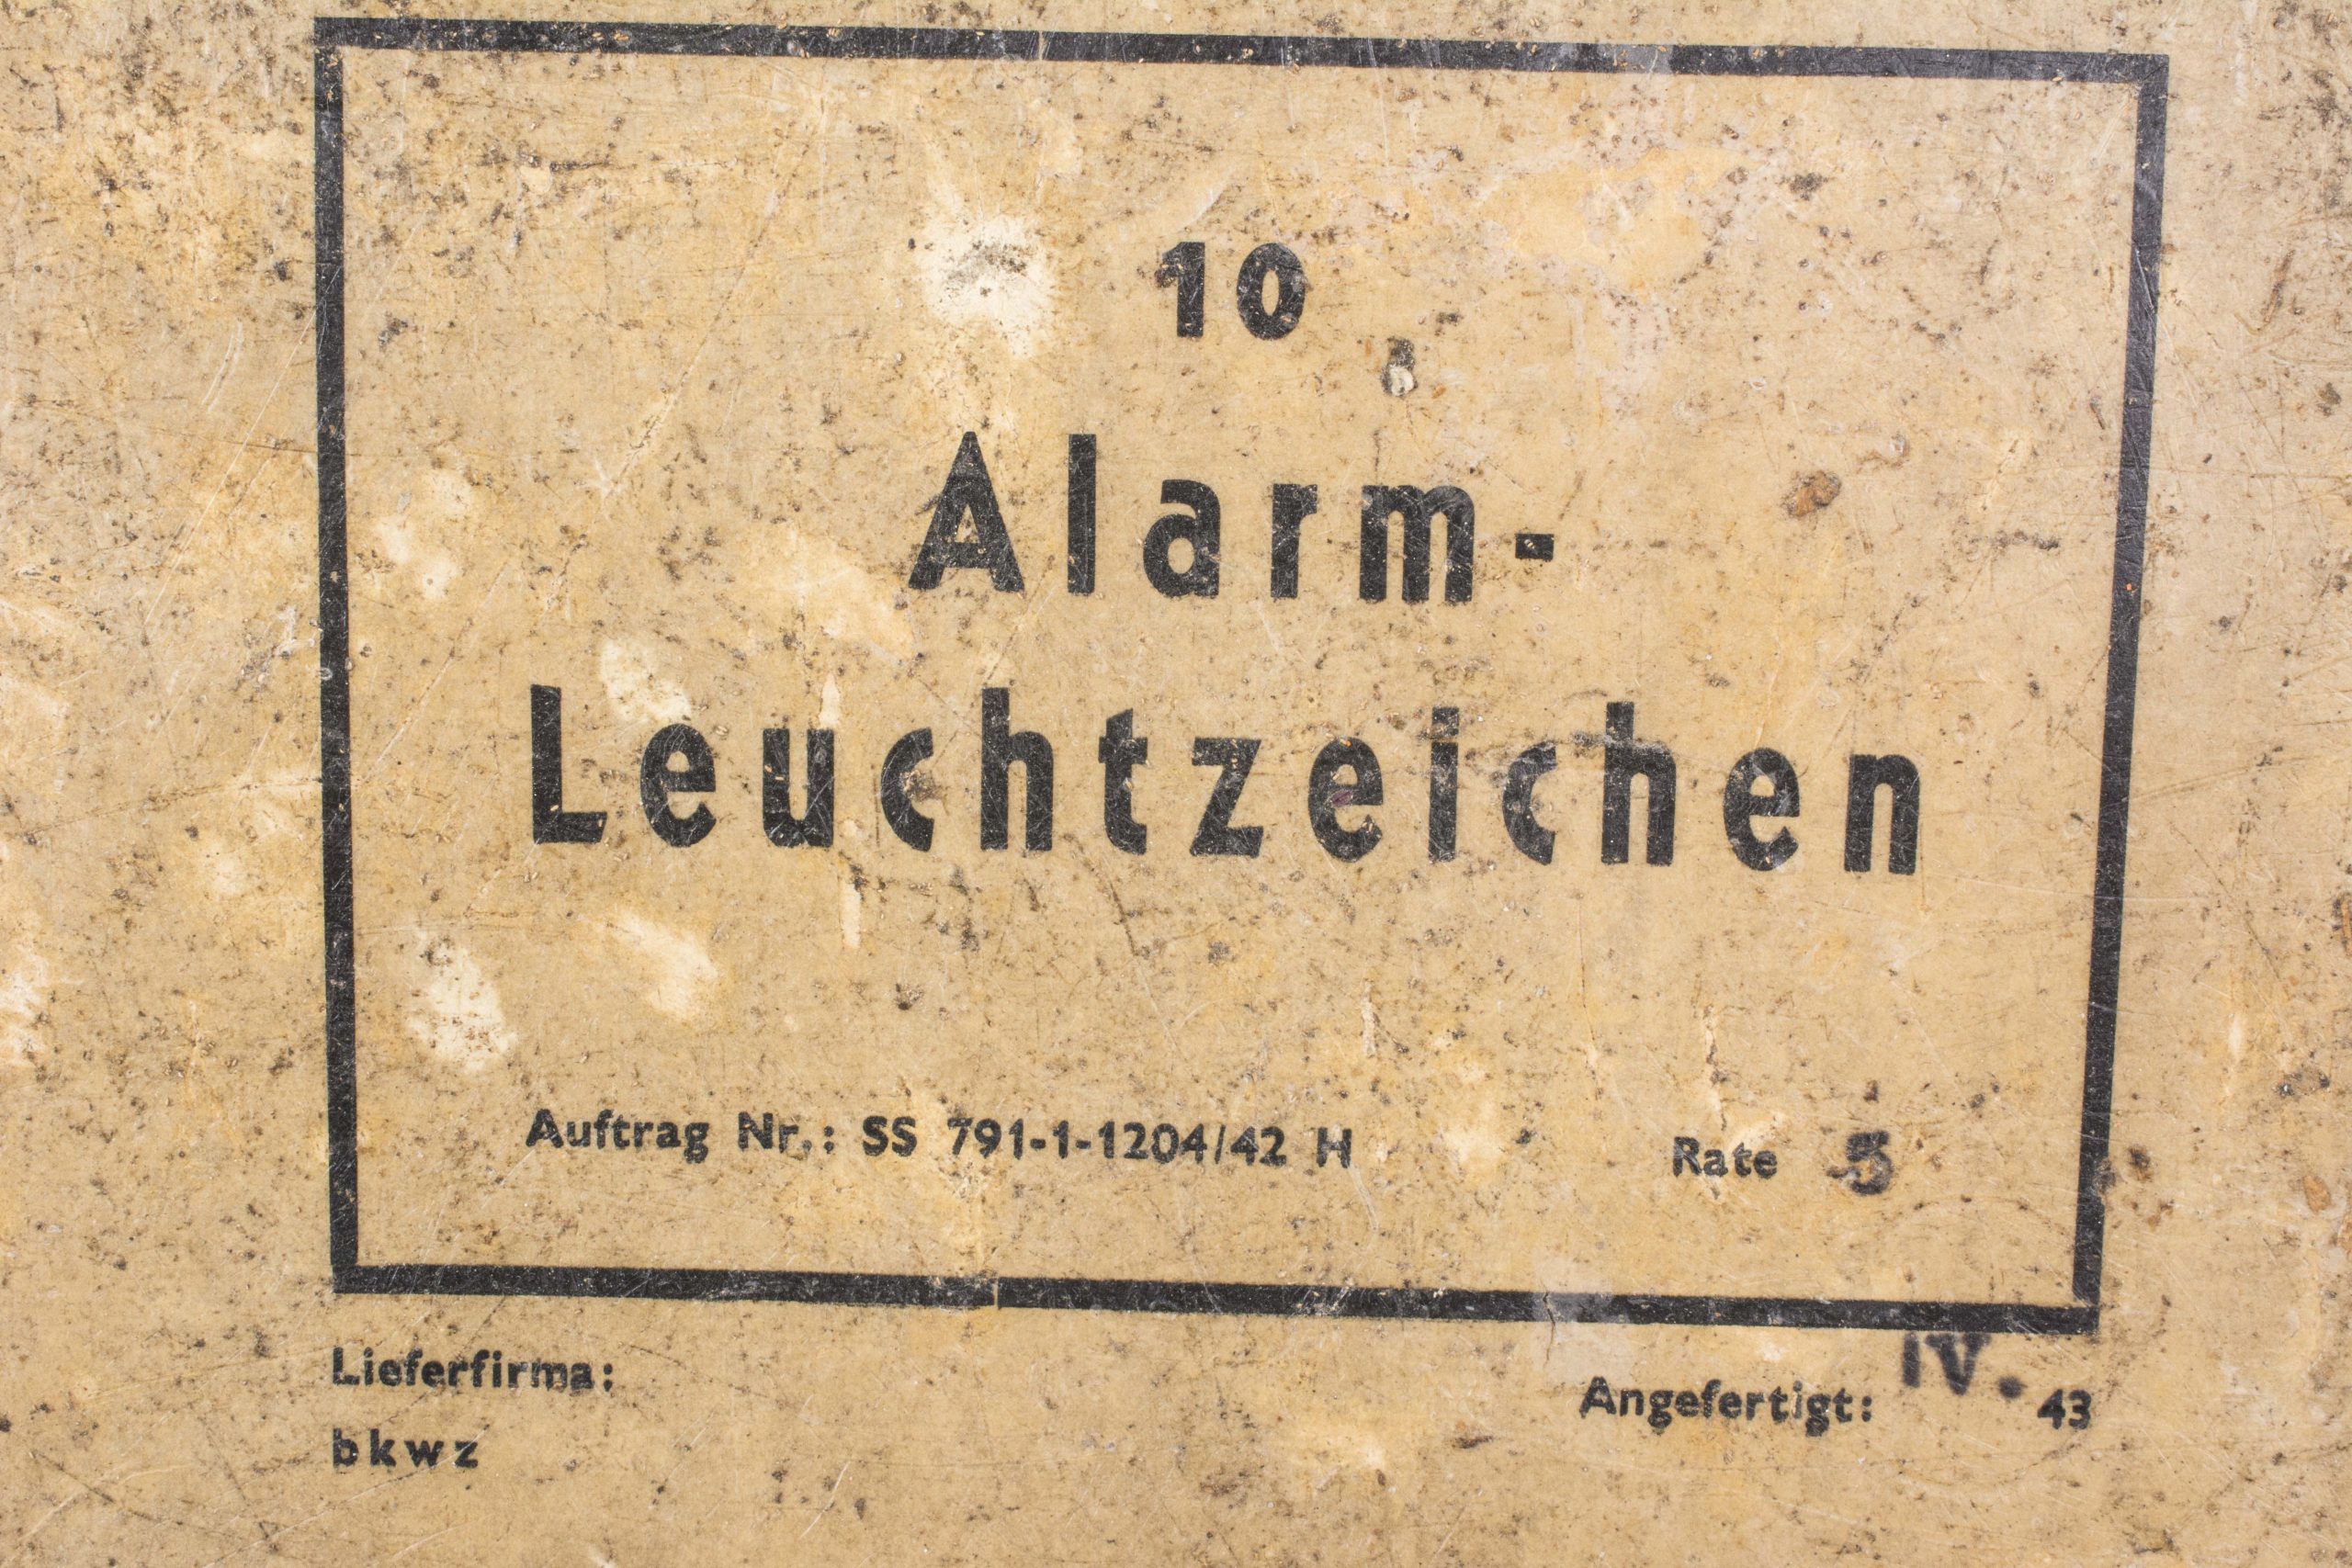 10
Alarm-
Leuchtzeichen
Auftrag Nr.: SS 791-1-1204/42 H Rate 5
Lieferfirma: Angefertigt: IV. 43
bkwz